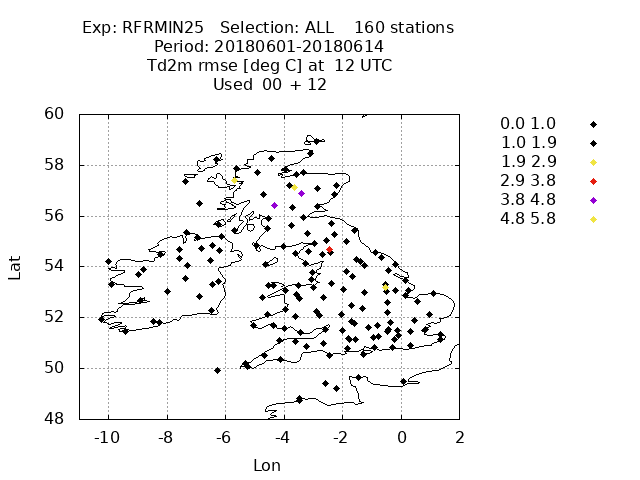 Exp: RFRMIN25   Selection: ALL    160 stations
Period: 20180601-20180614
Td2m rmse [deg C] at  12 UTC
Used  00 + 12
60
58
56
54
52
50
48
Lat
-10 -8 -6 -4 -2 0 2
Lon
0.0 1.0
1.0 1.9
1.9 2.9
2.9 3.8
3.8 4.8
4.8 5.8